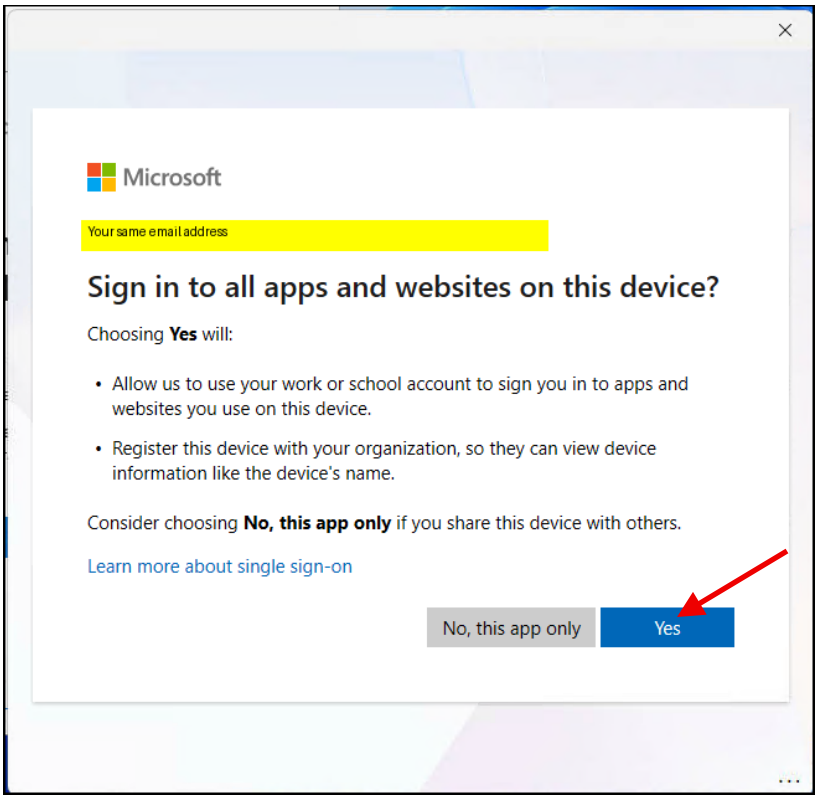 Microsoft
Your same email address
Sign in to all apps and websites on this device?
Choosing Yes will:
• Allow us to use your work or school account to sign you in to apps and
websites you use on this device.
• Register this device with your organization, so they can view device
information like the device's name.
Consider choosing No, this app only if you share this device with others.
Learn more about single sign-on
No, this app only
Yes